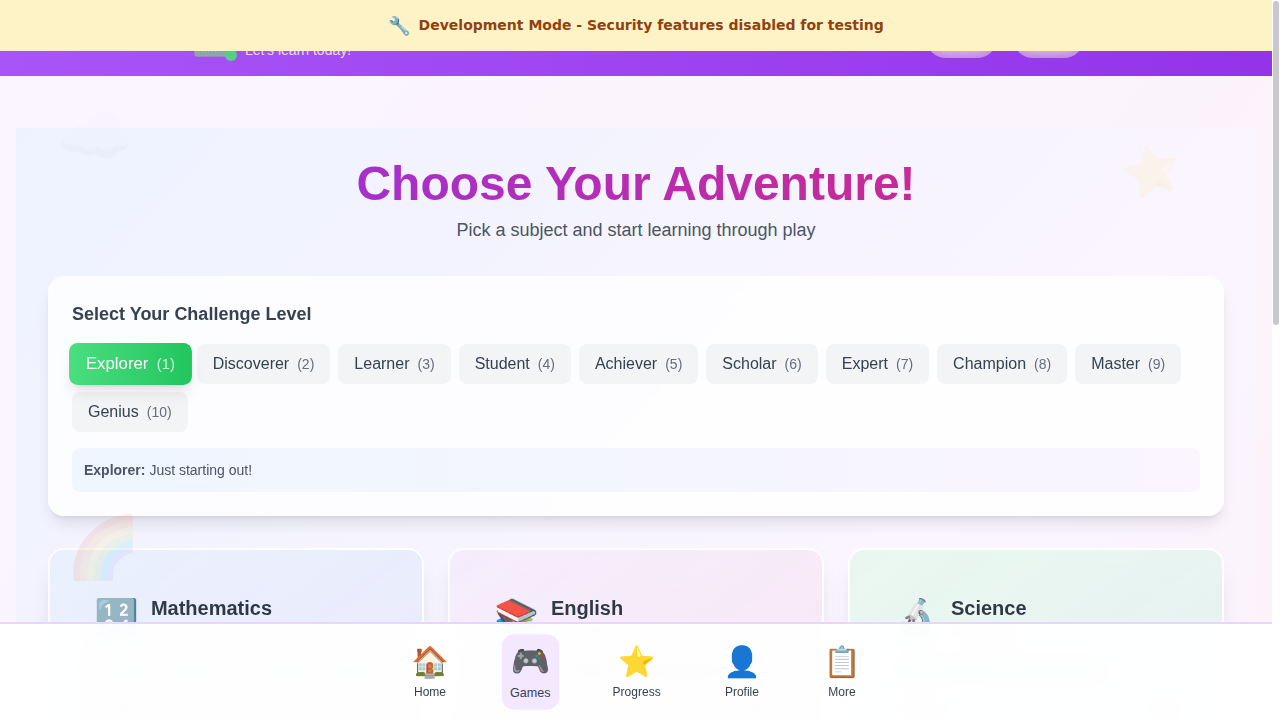 Development Mode - Security features disabled for testing
Let's learn today!
Choose Your Adventure!
Pick a subject and start learning through play
Select Your Challenge Level
Explorer (1)
Discoverer (2)
Learner (3)
Student (4)
Achiever (5)
Scholar (6)
Expert (7)
Champion (8)
Master (9)
Genius (10)
Explorer: Just starting out!
Mathematics
English
Science
Home
Games
Progress
Profile
More